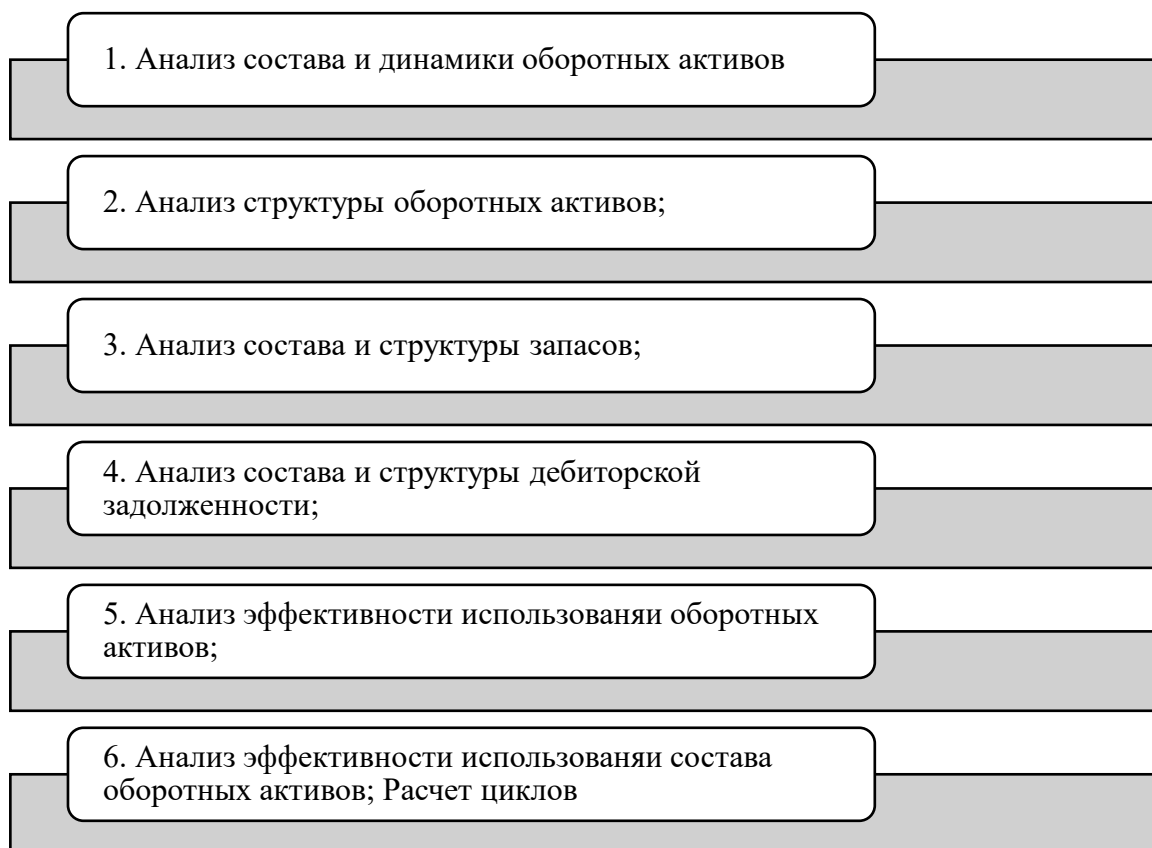 1. Анализ состава и динамики оборотных активов
2. Анализ структуры оборотных активов;
3. Анализ состава и структуры запасов;
4. Анализ состава и структуры дебиторской
задолженности;
5. Анализ эффективности использованяи оборотных
активов;
6. Анализ эффективности использованяи состава
оборотных активов; Расчет циклов